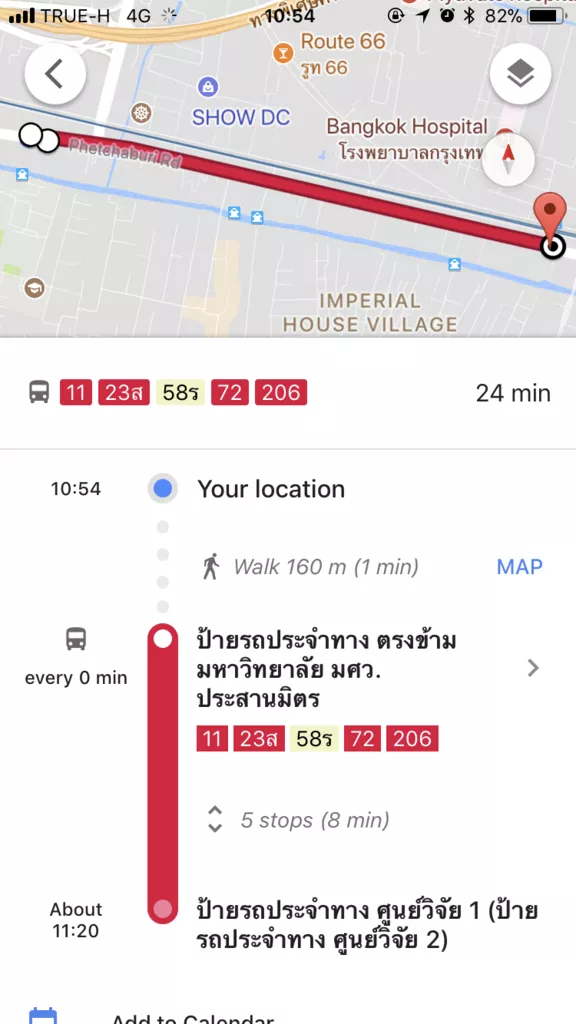 TRUE-H 4G 10:54 82%
Route 66
รูท 66
SHOW DC
Bangkok Hospital
โรงพยาบาลกรุงเทพ
Phetchaburi Rd
IMPERIAL
HOUSE VILLAGE
11 23ส 58ร 72 206 24 min
10:54 Your location
Walk 160 m (1 min) MAP
ป้ายรถประจำทาง ตรงข้าม
มหาวิทยาลัย มศว.
ประสานมิตร
every 0 min
11 23ส 58ร 72 206
5 stops (8 min)
About
11:20
ป้ายรถประจำทาง ศูนย์วิจัย 1 (ป้าย
รถประจำทาง ศูนย์วิจัย 2)
Add to Calendar